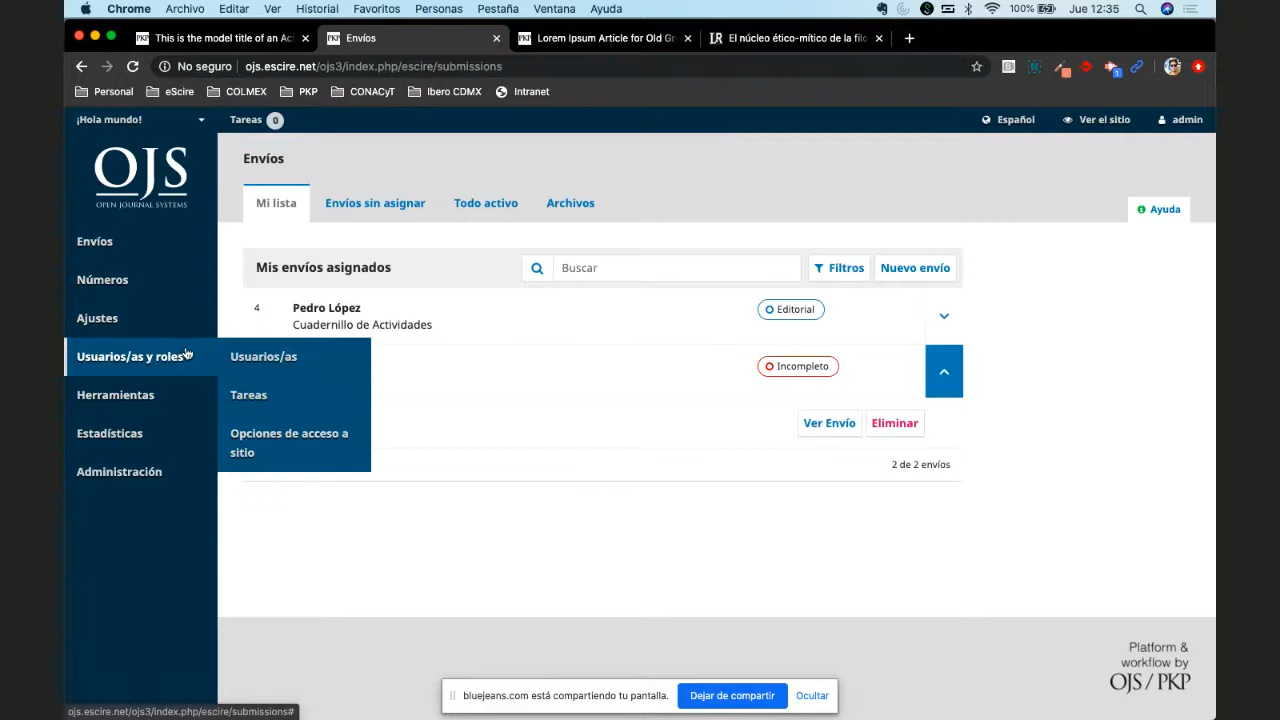 Chrome Archivo Editar Ver Historial Favoritos Personas Pestaña Ventana Ayuda 100% Jue 12:35
This is the model title of an Ac
Envíos
Lorem Ipsum Article for Old Gr
El núcleo ético-mítico de la filo
No seguro ojs.escire.net/ojs3/index.php/escire/submissions
Personal eScire COLMEX PKP CONACyT Ibero CDMX Intranet
¡Hola mundo! Tareas 0 Español Ver el sitio admin
OJS
OPEN JOURNAL SYSTEMS
Envíos
Números
Ajustes
Usuarios/as y roles
Herramientas
Estadísticas
Administración
Usuarios/as
Tareas
Opciones de acceso a
sitio
Envíos
Mi lista Envíos sin asignar Todo activo Archivos
Ayuda
Mis envíos asignados Buscar Filtros Nuevo envío
4 Pedro López Editorial
Cuadernillo de Actividades
Incompleto
Ver Envío Eliminar
2 de 2 envíos
Platform &
workflow by
OJS / PKP
bluejeans.com está compartiendo tu pantalla. Dejar de compartir Ocultar
ojs.escire.net/ojs3/index.php/escire/submissions#